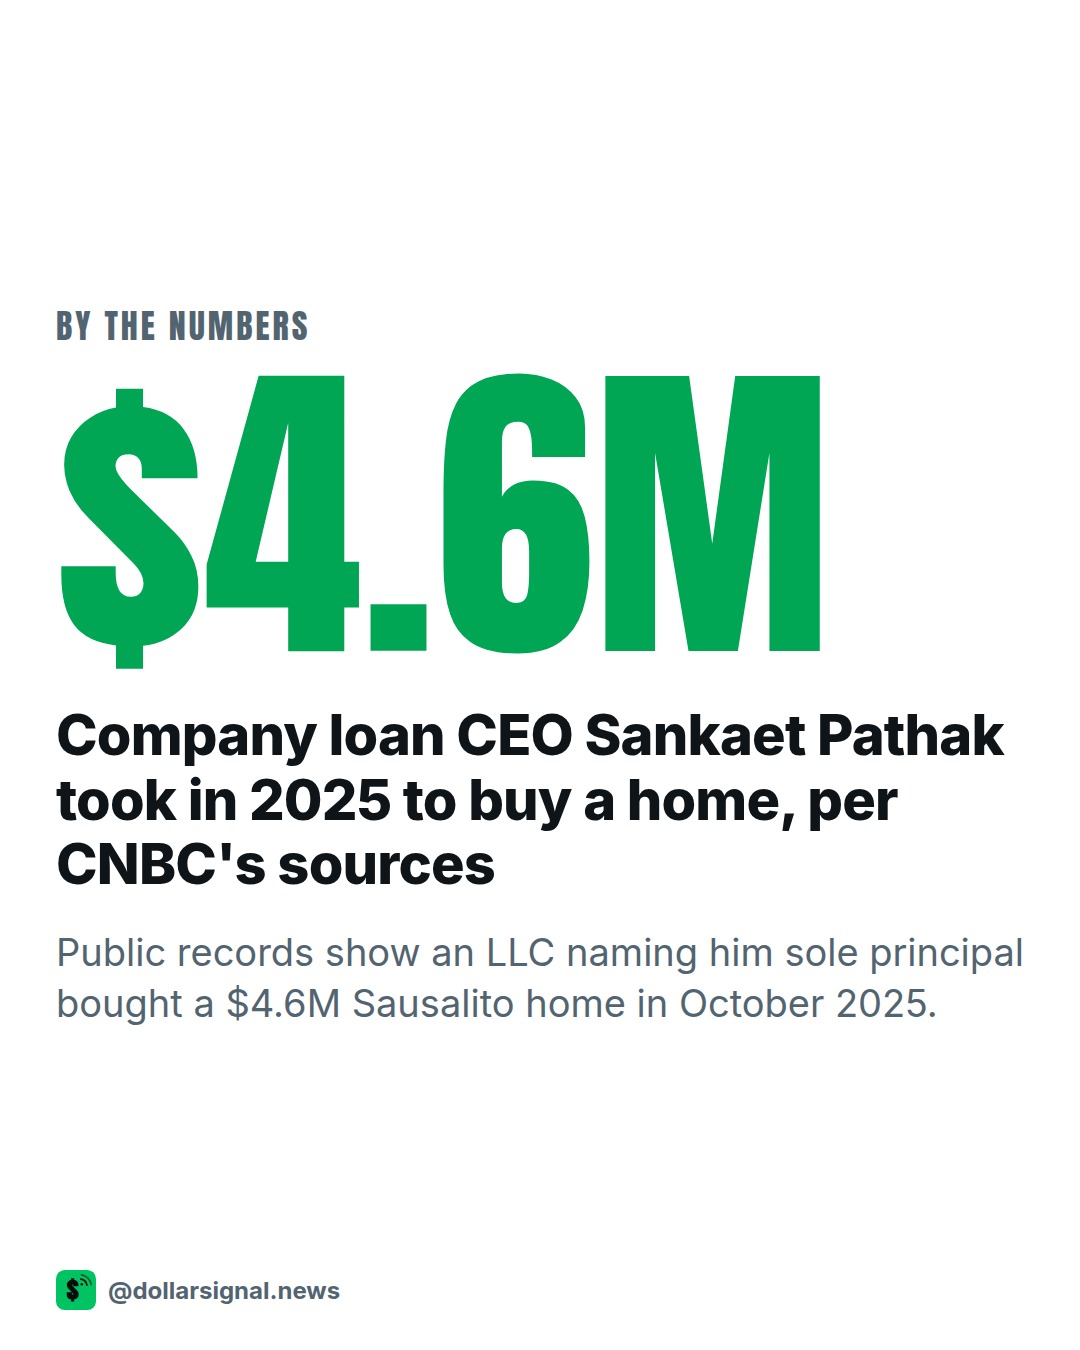 BY THE NUMBERS
$4.6M
Company loan CEO Sankaet Pathak
took in 2025 to buy a home, per
CNBC's sources
Public records show an LLC naming him sole principal
bought a $4.6M Sausalito home in October 2025.
$
@dollarsignal.news